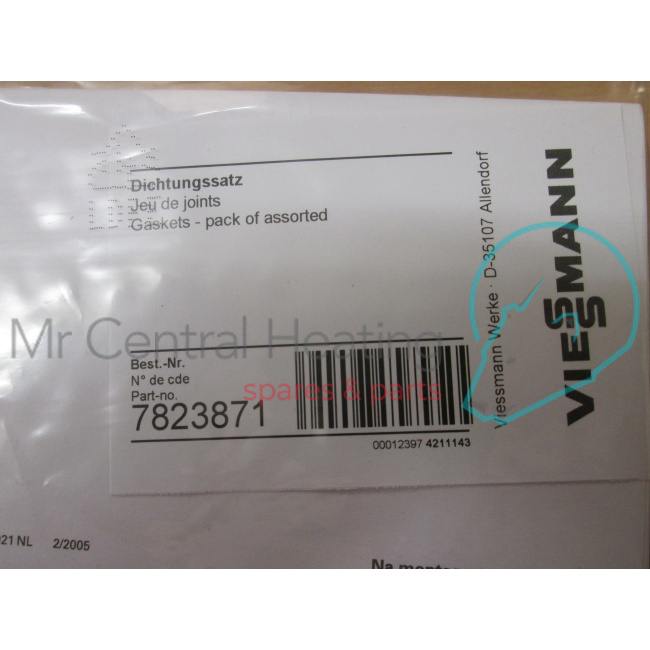 Dichtungssatz
Jeu de joints
Gaskets - pack of assorted
Viessmann Werke · D-35107 Allendorf
VIESSMANN
Mr Central Heating
spares & parts
Best.-Nr.
N° de cde
Part-no.
7823871
00012397 4211143
21 NL 2/2005
Na